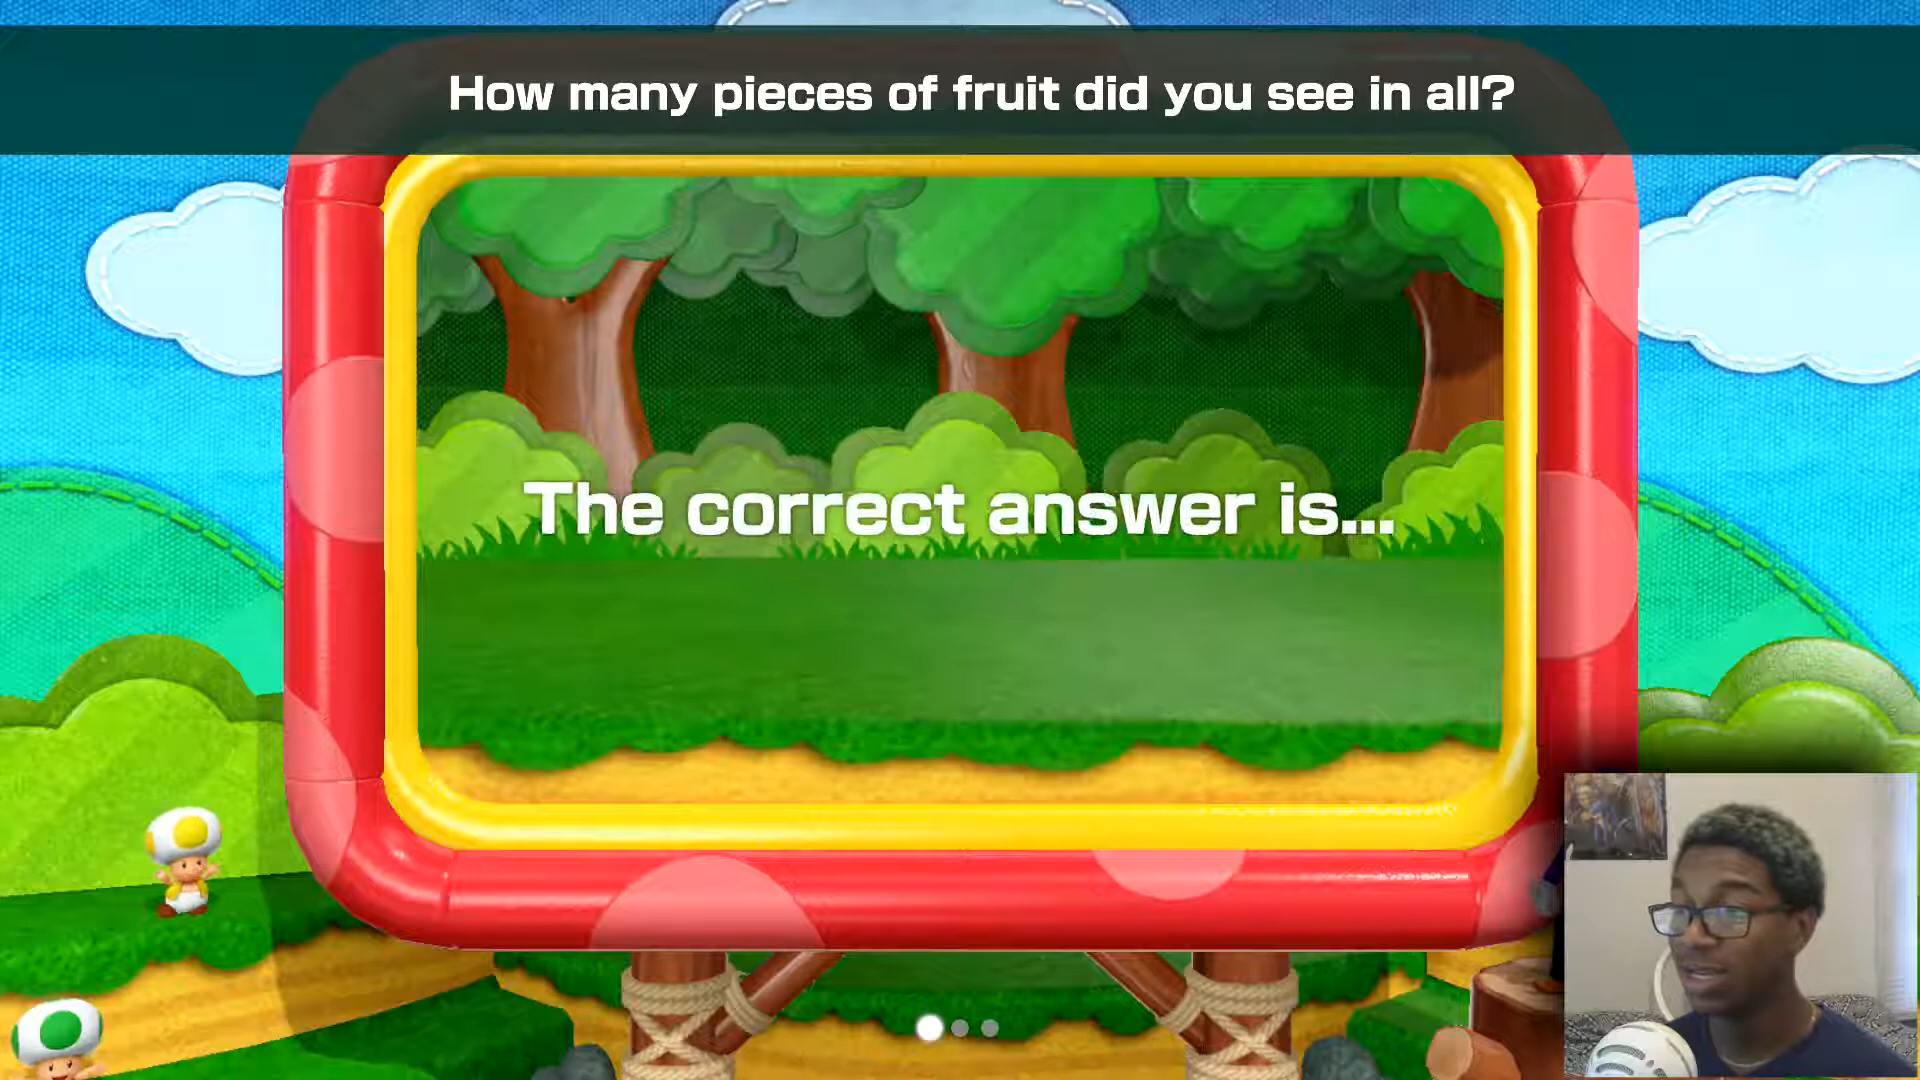 How many pieces of fruit did you see in all?
The correct answer is...